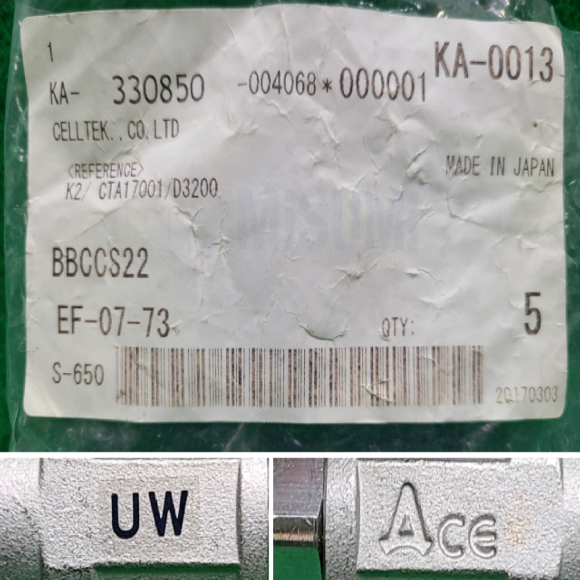 1
KA-0013
KA- 330850 -004068*000001
CELLTEK.,CO.LTD
MADE IN JAPAN
<REFERENCE>
K2/ CTA17001/D3200
MISUMI
BBCCS22
EF-07-73
QTY: 5
S-650
20170303
UW
ACE